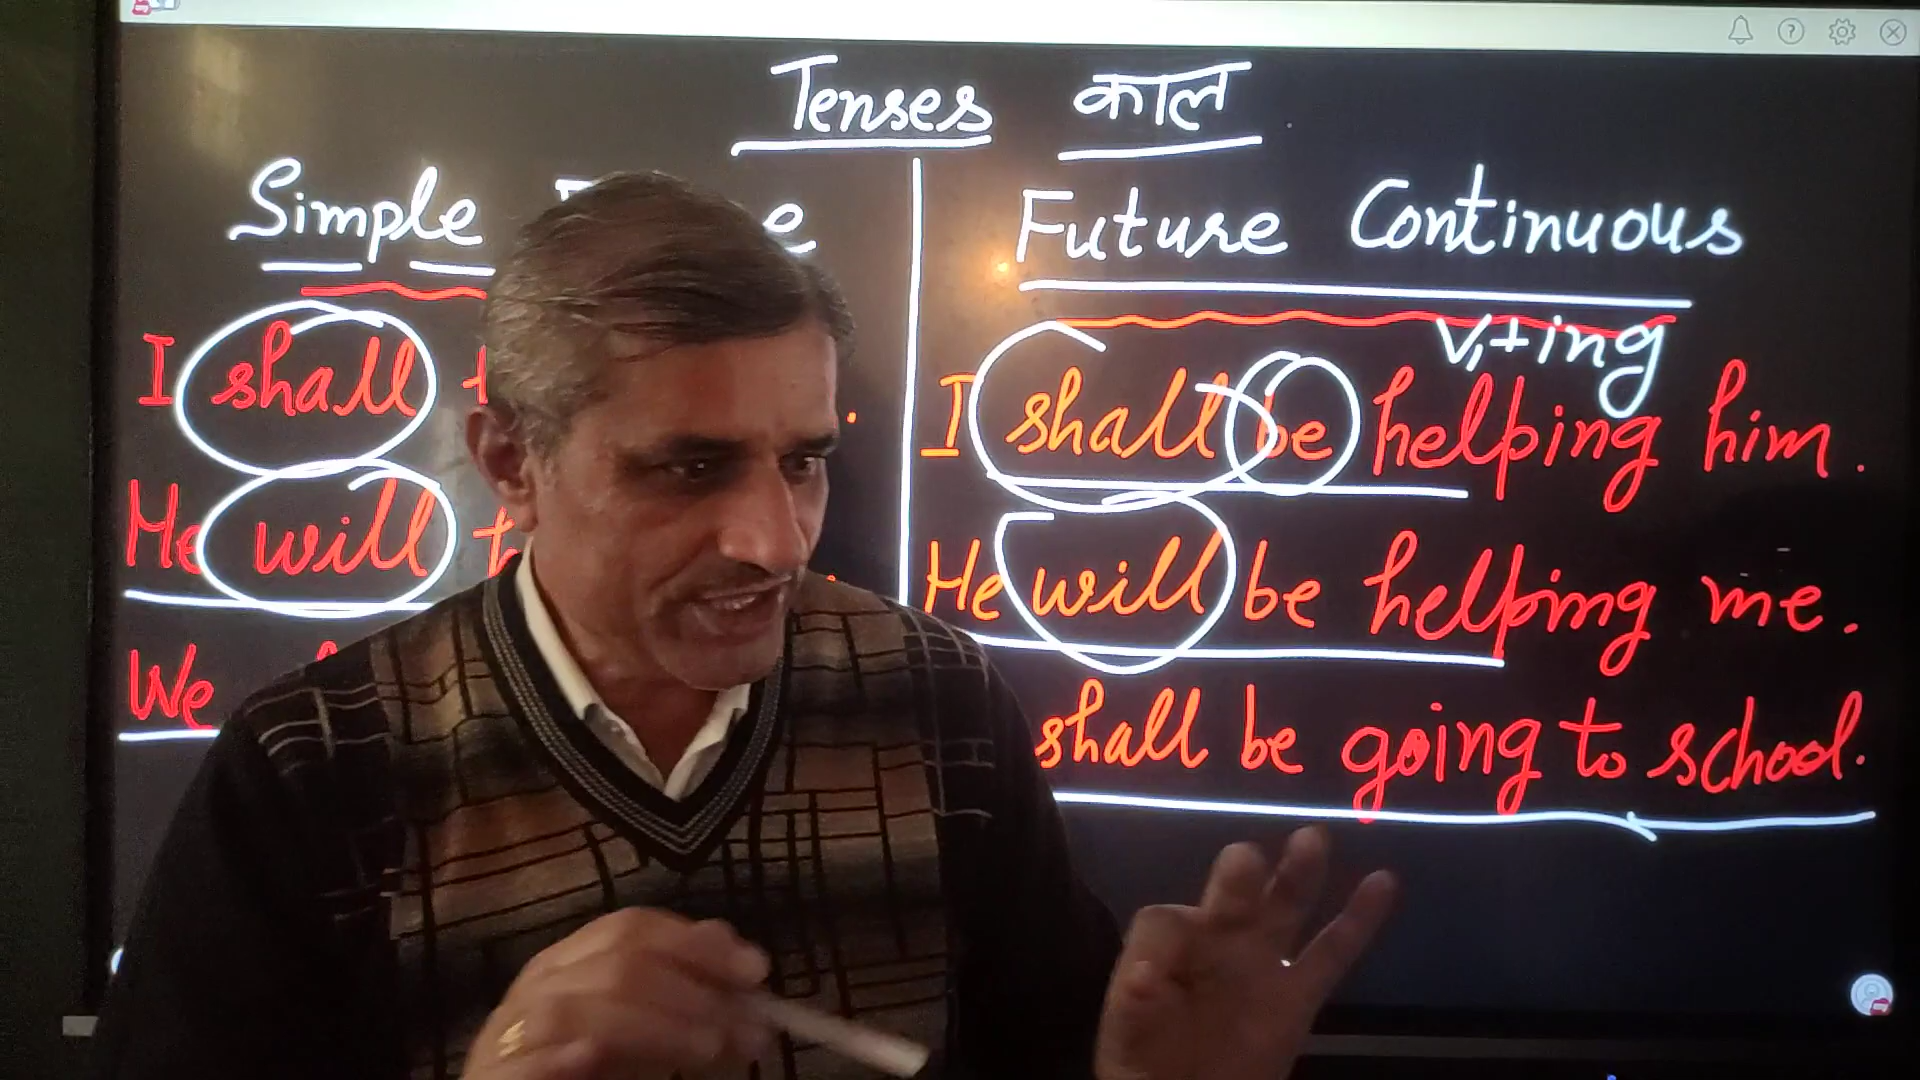 Tenses काल
Simple
I shall
He will
We
Future Continuous
V₁+ing
I shall be helping him.
He will be helping me.
shall be going to school.